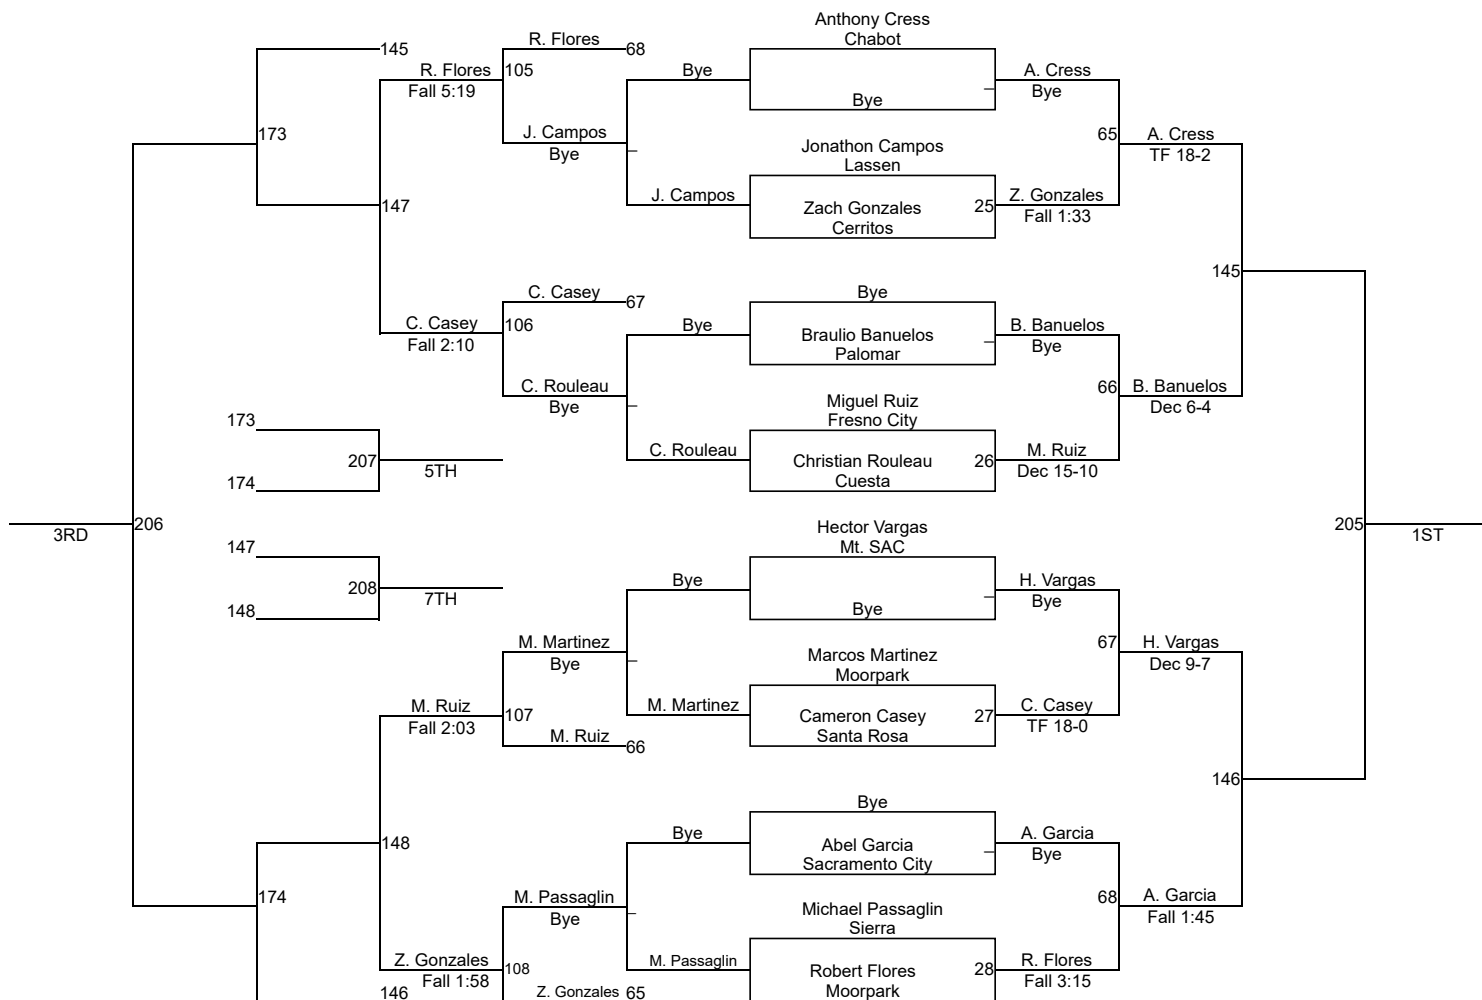 Anthony Cress
Chabot
R. Flores
68
145
R. Flores
105
Fall 5:19
Bye
Bye
A. Cress
Bye
J. Campos
Bye
173
65
A. Cress
TF 18-2
Jonathon Campos
Lassen
J. Campos
Zach Gonzales
Cerritos
25
Z. Gonzales
Fall 1:33
147
145
C. Casey
67
Bye
C. Casey
106
Fall 2:10
Bye
Braulio Banuelos
Palomar
B. Banuelos
Bye
C. Rouleau
Bye
66
B. Banuelos
Dec 6-4
Miguel Ruiz
Fresno City
173
207
5TH
174
C. Rouleau
Christian Rouleau
Cuesta
26
M. Ruiz
Dec 15-10
3RD
206
205
1ST
Hector Vargas
Mt. SAC
147
208
7TH
148
Bye
Bye
H. Vargas
Bye
M. Martinez
Bye
67
H. Vargas
Dec 9-7
Marcos Martinez
Moorpark
M. Ruiz
107
Fall 2:03
M. Martinez
Cameron Casey
Santa Rosa
27
C. Casey
TF 18-0
M. Ruiz
66
146
Bye
148
Bye
Abel Garcia
Sacramento City
A. Garcia
Bye
174
M. Passaglin
Bye
68
A. Garcia
Fall 1:45
Michael Passaglin
Sierra
Z. Gonzales
108
Fall 1:58
M. Passaglin
Robert Flores
Moorpark
28
R. Flores
Fall 3:15
146
Z. Gonzales
65